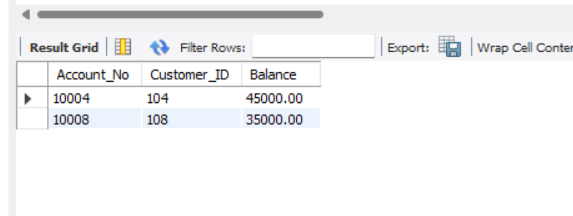 Result Grid Filter Rows: Export: Wrap Cell Conter
Account_No Customer_ID Balance
10004 104 45000.00
10008 108 35000.00